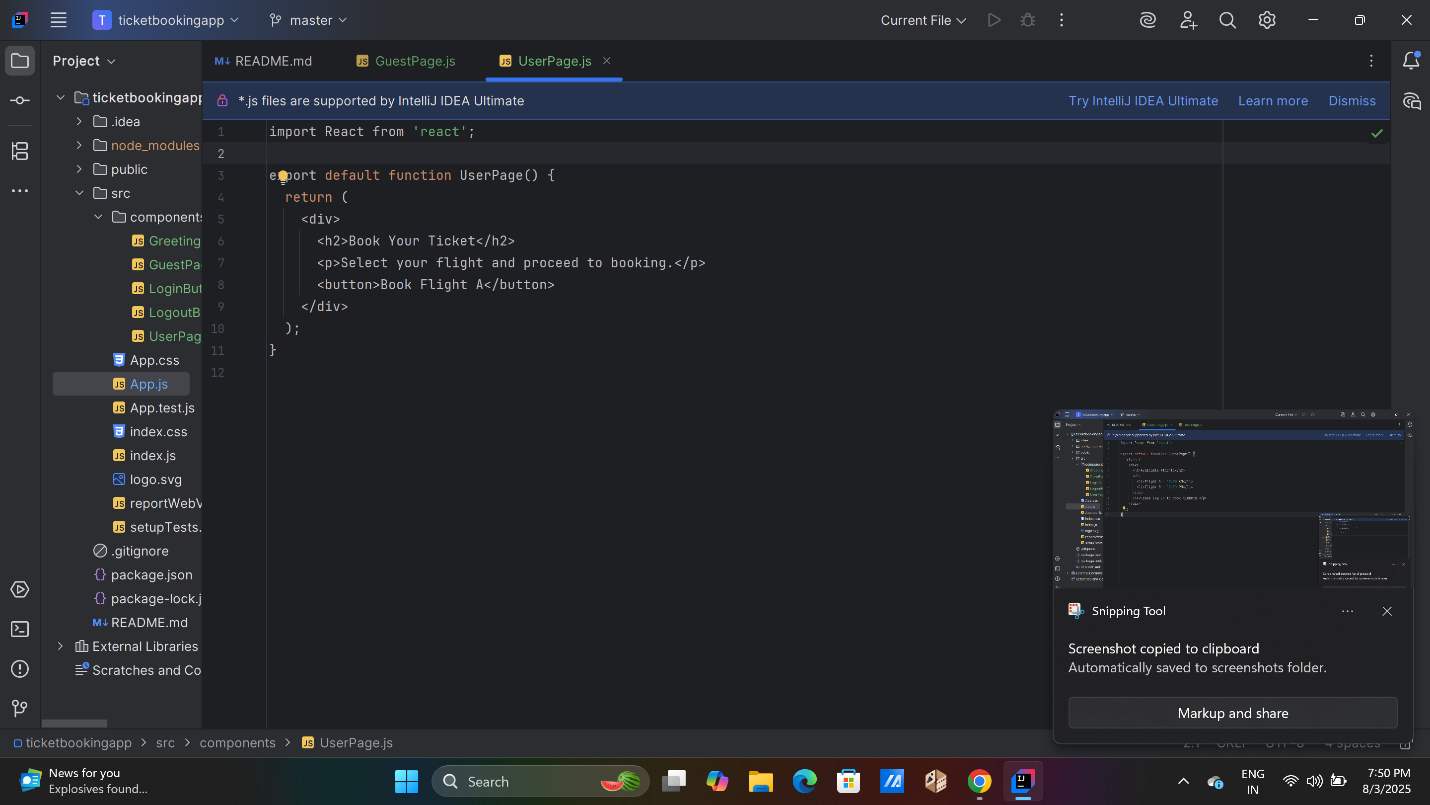 T ticketbookingapp master Current File
Project
README.md GuestPage.js UserPage.js
*.js files are supported by IntelliJ IDEA Ultimate Try IntelliJ IDEA Ultimate Learn more Dismiss
ticketbookingapp
.idea
node_modules
public
src
components
Greeting
GuestPa
LoginBut
LogoutB
UserPag
App.css
App.js
App.test.js
index.css
index.js
logo.svg
reportWebV
setupTests.
.gitignore
package.json
package-lock.j
README.md
External Libraries
Scratches and Co
1 import React from 'react';
2
3 export default function UserPage() {
4 return (
5 <div>
6 <h2>Book Your Ticket</h2>
7 <p>Select your flight and proceed to booking.</p>
8 <button>Book Flight A</button>
9 </div>
10 );
11 }
12
Snipping Tool
Screenshot copied to clipboard
Automatically saved to screenshots folder.
Markup and share
ticketbookingapp > src > components > UserPage.js
News for you
Explosives found...
Search
ENG
IN
7:50 PM
8/3/2025